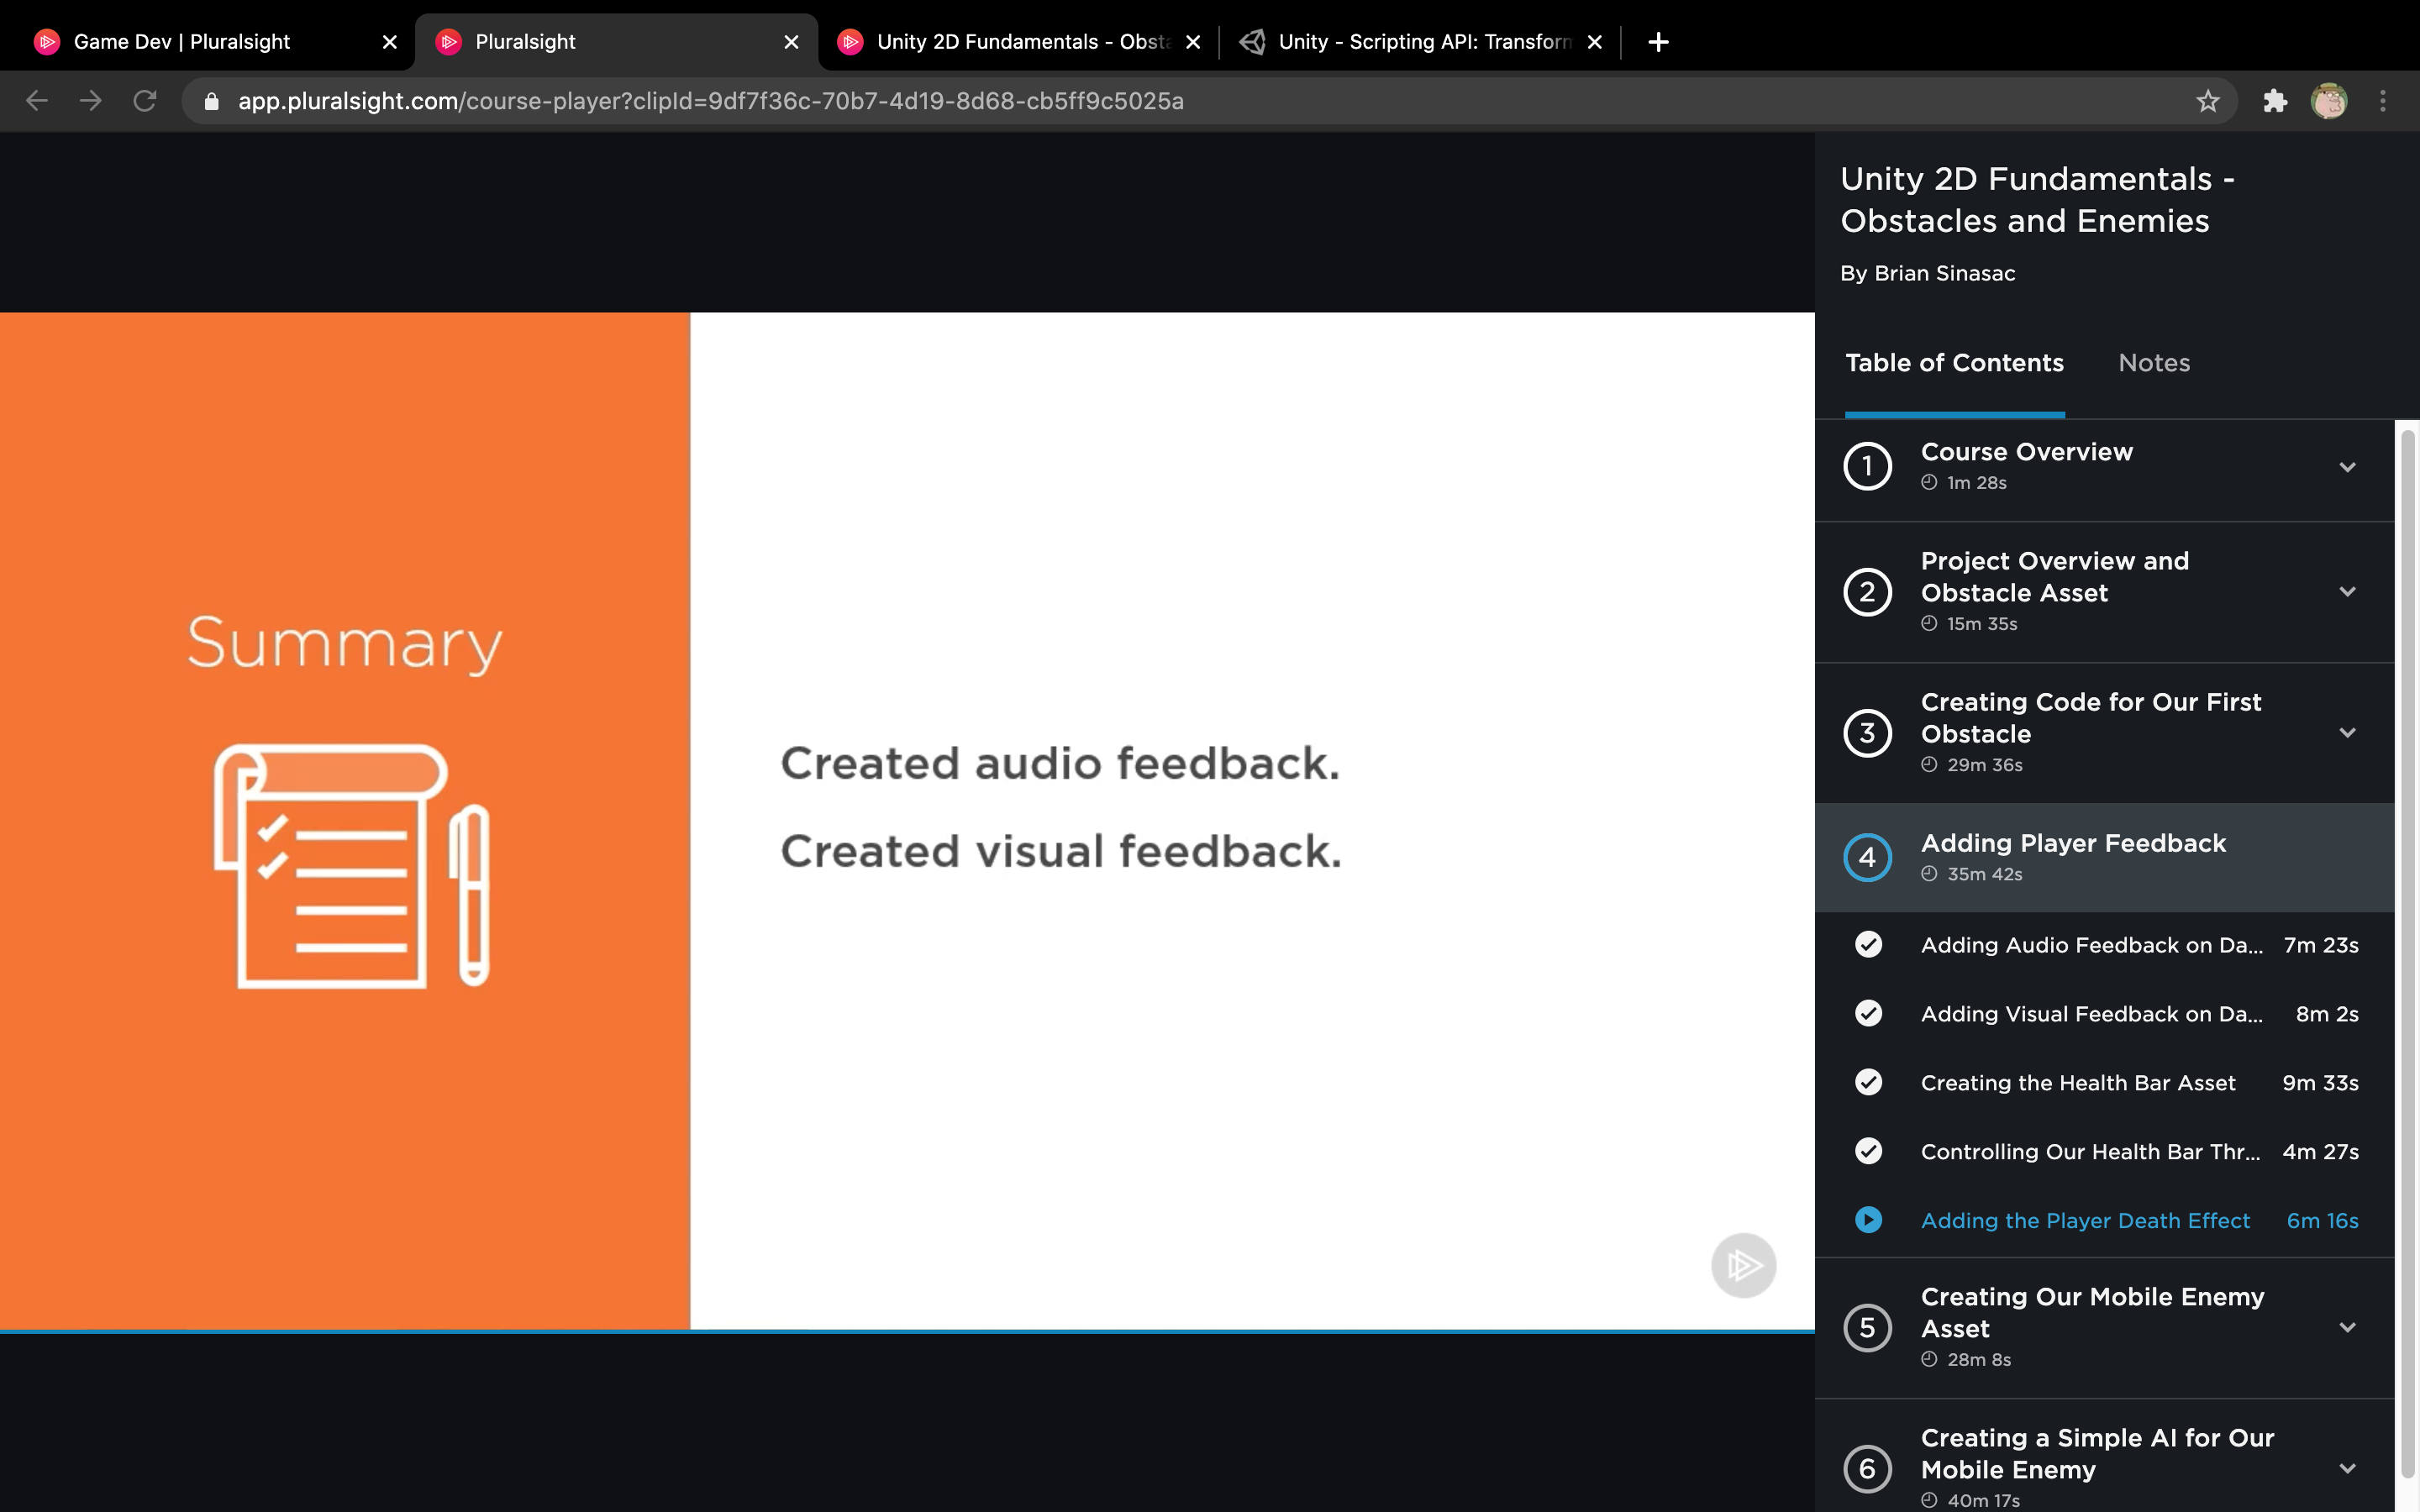 Game Dev | Pluralsight
Pluralsight
Unity 2D Fundamentals - Obsta
Unity - Scripting API: Transform
app.pluralsight.com/course-player?clipId=9df7f36c-70b7-4d19-8d68-cb5ff9c5025a
Summary
Created audio feedback.
Created visual feedback.
Unity 2D Fundamentals -
Obstacles and Enemies
By Brian Sinasac
Table of Contents
Notes
1
Course Overview
1m 28s
2
Project Overview and
Obstacle Asset
15m 35s
3
Creating Code for Our First
Obstacle
29m 36s
4
Adding Player Feedback
35m 42s
Adding Audio Feedback on Da... 7m 23s
Adding Visual Feedback on Da... 8m 2s
Creating the Health Bar Asset 9m 33s
Controlling Our Health Bar Thr... 4m 27s
Adding the Player Death Effect 6m 16s
5
Creating Our Mobile Enemy
Asset
28m 8s
6
Creating a Simple AI for Our
Mobile Enemy
40m 17s